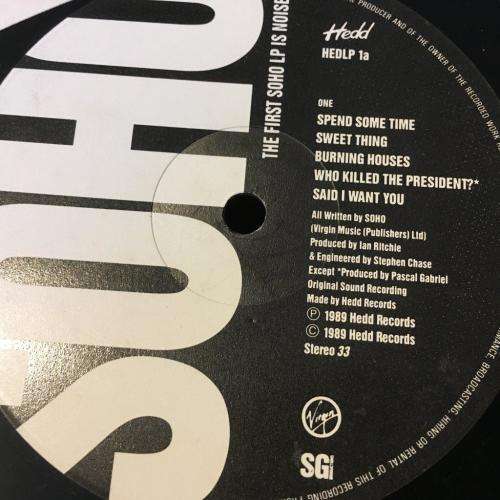 SOHO
THE FIRST SOHO LP IS NOISE
Hedd
HEDLP 1a
ONE
SPEND SOME TIME
SWEET THING
BURNING HOUSES
WHO KILLED THE PRESIDENT?*
SAID I WANT YOU
All Written by SOHO
(Virgin Music (Publishers) Ltd)
Produced by Ian Ritchie
& Engineered by Stephen Chase
Except *Produced by Pascal Gabriel
Original Sound Recording
Made by Hedd Records
Ⓟ 1989 Hedd Records
© 1989 Hedd Records
Stereo 33
Virgin
PRODUCER AND OF THE OWNER OF THE RECORDED WORK
BROADCASTING, HIRING OR RENTAL OF THIS RECORDING